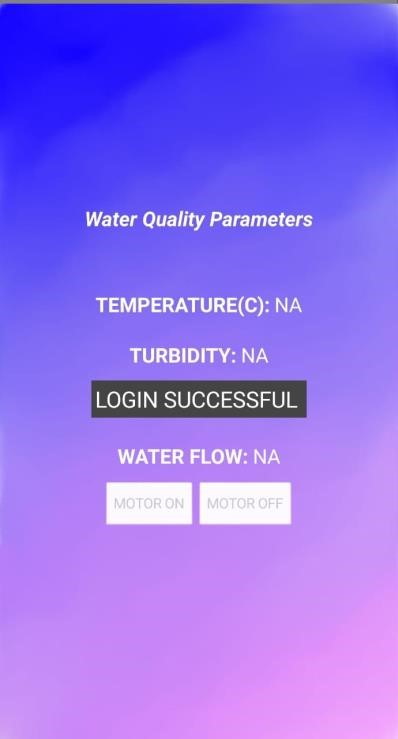 Water Quality Parameters
TEMPERATURE(C): NA
TURBIDITY: NA
LOGIN SUCCESSFUL
WATER FLOW: NA
MOTOR ON MOTOR OFF